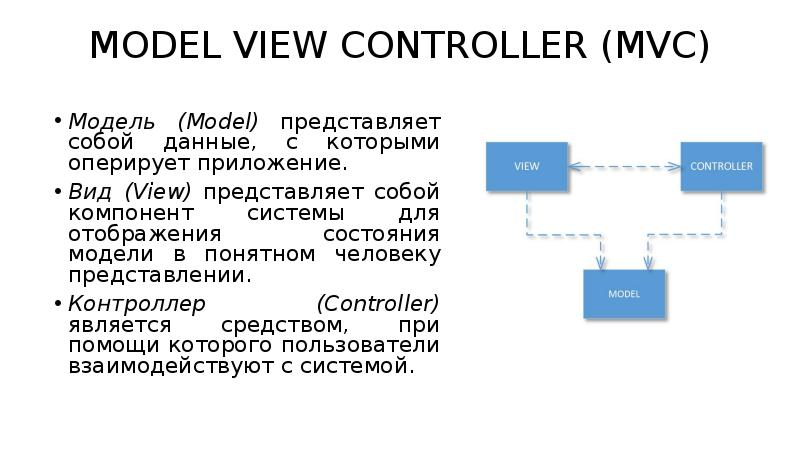 MODEL VIEW CONTROLLER (MVC)
• Модель (Model) представляет
собой данные, с которыми
оперирует приложение.
• Вид (View) представляет собой
компонент системы для
отображения состояния
модели в понятном человеку
представлении.
• Контроллер (Controller)
является средством, при
помощи которого пользователи
взаимодействуют с системой.
VIEW
CONTROLLER
MODEL